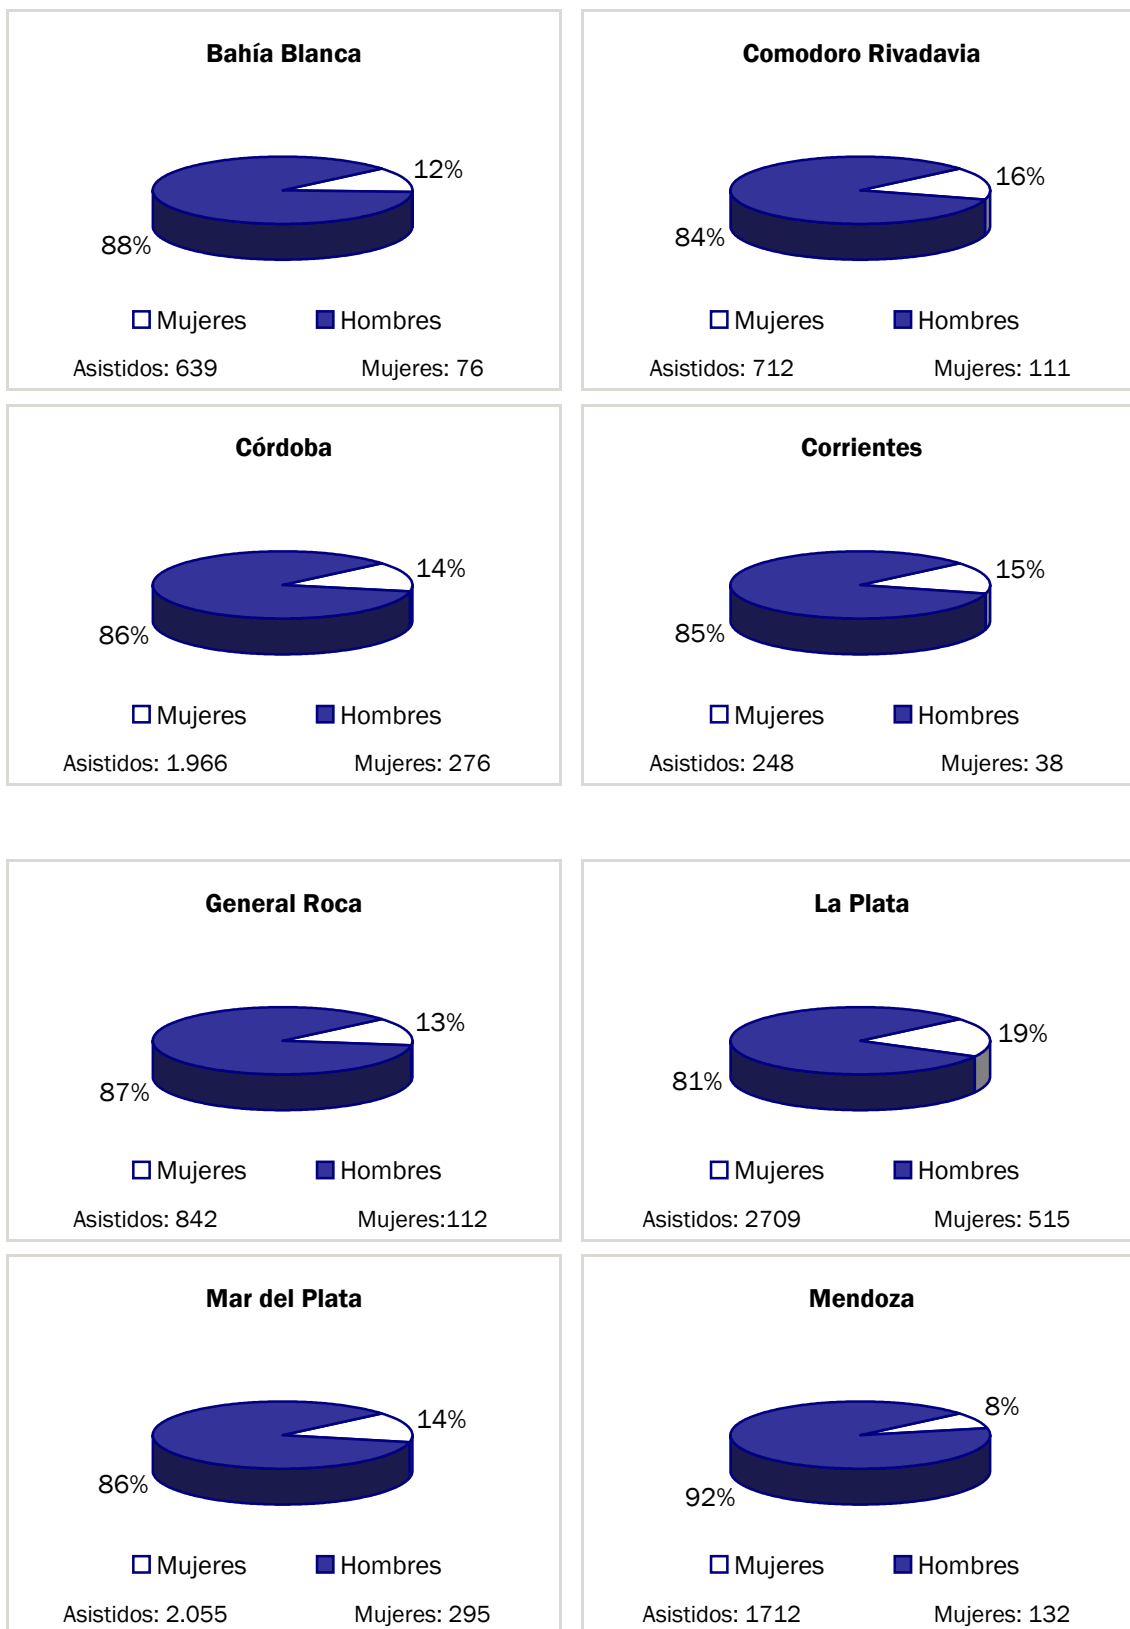 Bahía Blanca
12%
88%
Mujeres Hombres
Asistidos: 639 Mujeres: 76
Comodoro Rivadavia
16%
84%
Mujeres Hombres
Asistidos: 712 Mujeres: 111
Córdoba
14%
86%
Mujeres Hombres
Asistidos: 1.966 Mujeres: 276
Corrientes
15%
85%
Mujeres Hombres
Asistidos: 248 Mujeres: 38
General Roca
13%
87%
Mujeres Hombres
Asistidos: 842 Mujeres:112
La Plata
19%
81%
Mujeres Hombres
Asistidos: 2709 Mujeres: 515
Mar del Plata
14%
86%
Mujeres Hombres
Asistidos: 2.055 Mujeres: 295
Mendoza
8%
92%
Mujeres Hombres
Asistidos: 1712 Mujeres: 132